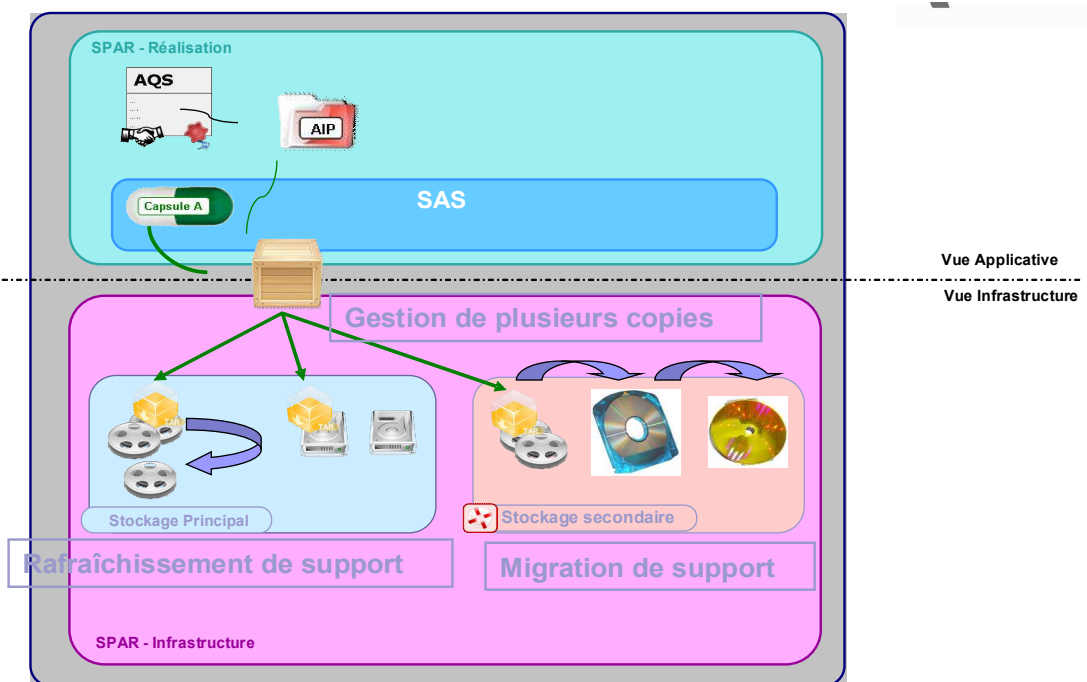 SPAR - Réalisation
AQS
...
AIP
SAS
Capsule A
Vue Applicative
Vue Infrastructure
Gestion de plusieurs copies
TAR
TAR
TAR
Stockage Principal
Stockage secondaire
Rafraîchissement de support
Migration de support
SPAR - Infrastructure